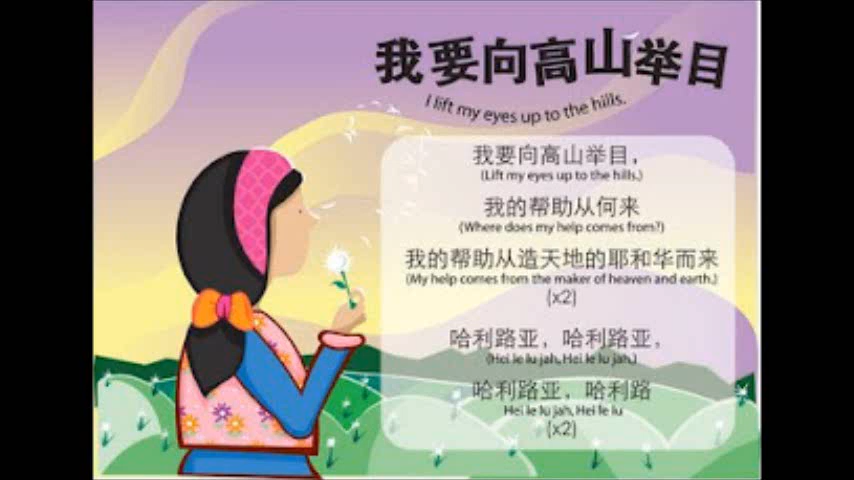 我要向高山举目
I lift my eyes up to the hills.
我要向高山举目，
(Lift my eyes up to the hills.)
我的帮助从何来
(Where does my help comes from?)
我的帮助从造天地的耶和华而来
(My help comes from the maker of heaven and earth.)
(x2)
哈利路亚，哈利路亚，
(Hei le lu jah, Hei le lu jah,)
哈利路亚，哈利路
Hei le lu jah, Hei le lu
(x2)